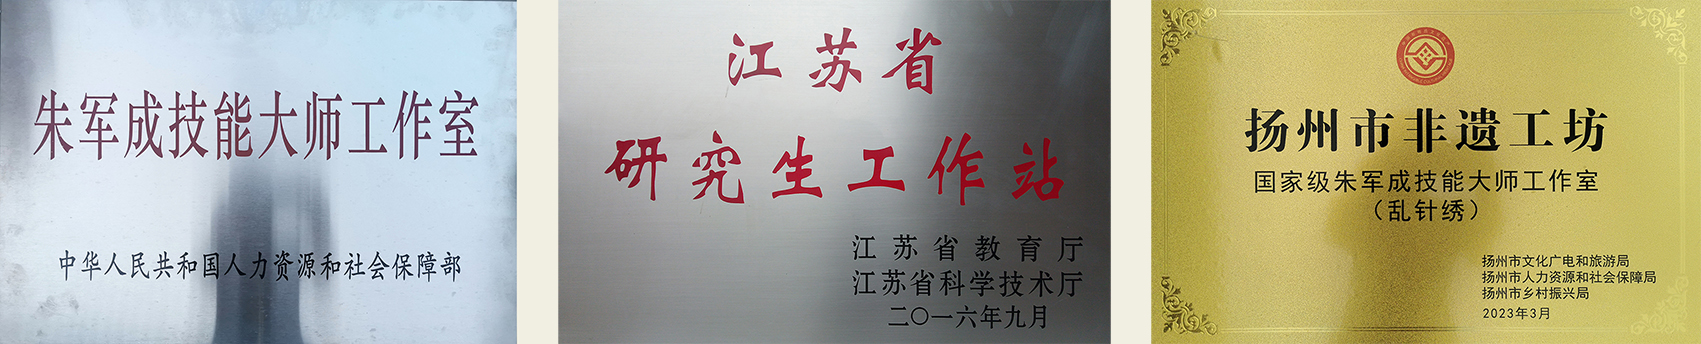 朱军成技能大师工作室
中华人民共和国人力资源和社会保障部
江苏省
研究生工作站
江苏省教育厅
江苏省科学技术厅
二〇一六年九月
扬州市非遗工坊
国家级朱军成技能大师工作室
（乱针绣）
扬州市文化广电和旅游局
扬州市人力资源和社会保障局
扬州市乡村振兴局
2023年3月